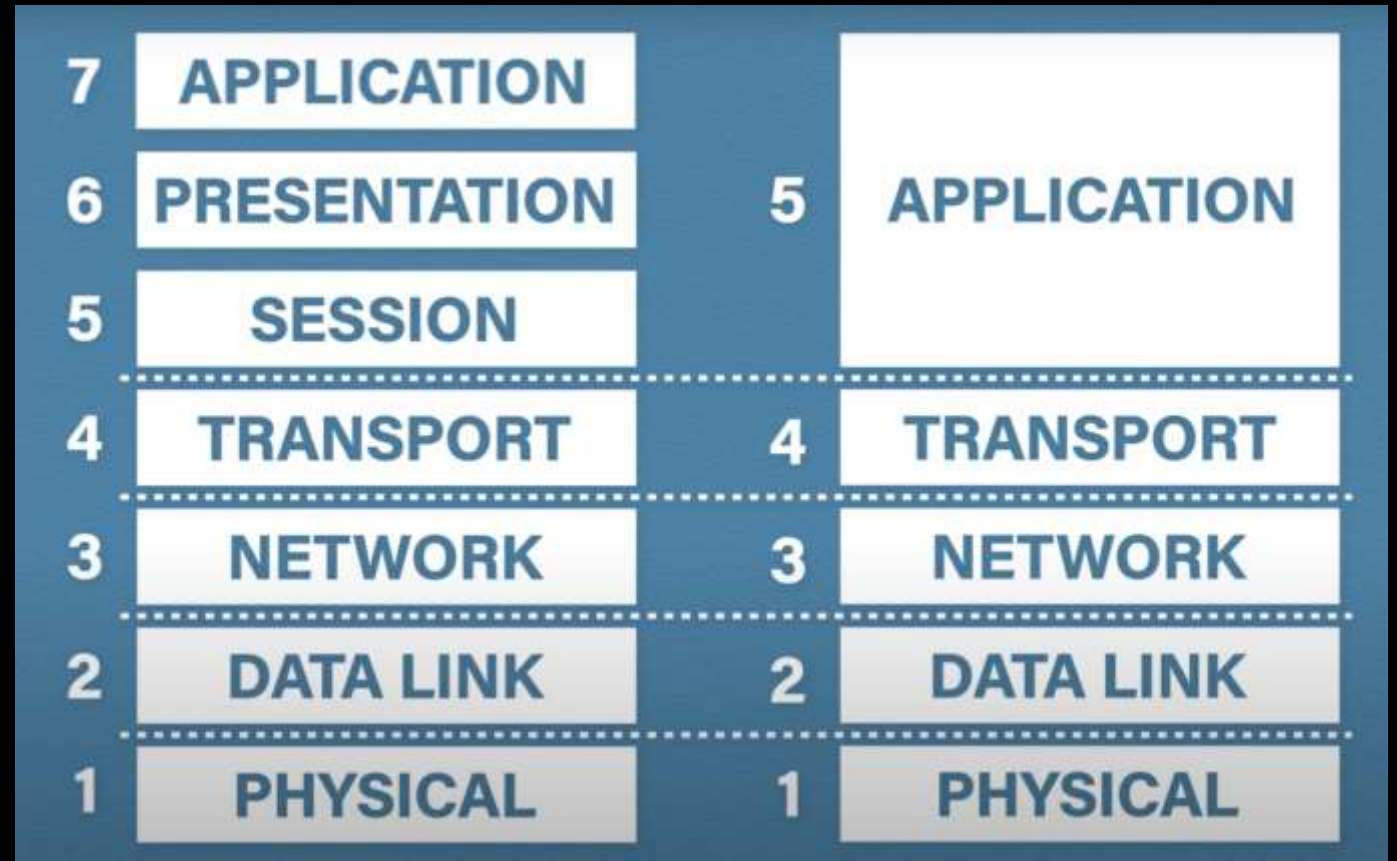 7 APPLICATION
6 PRESENTATION
5 SESSION
4 TRANSPORT
3 NETWORK
2 DATA LINK
1 PHYSICAL
5 APPLICATION
4 TRANSPORT
3 NETWORK
2 DATA LINK
1 PHYSICAL